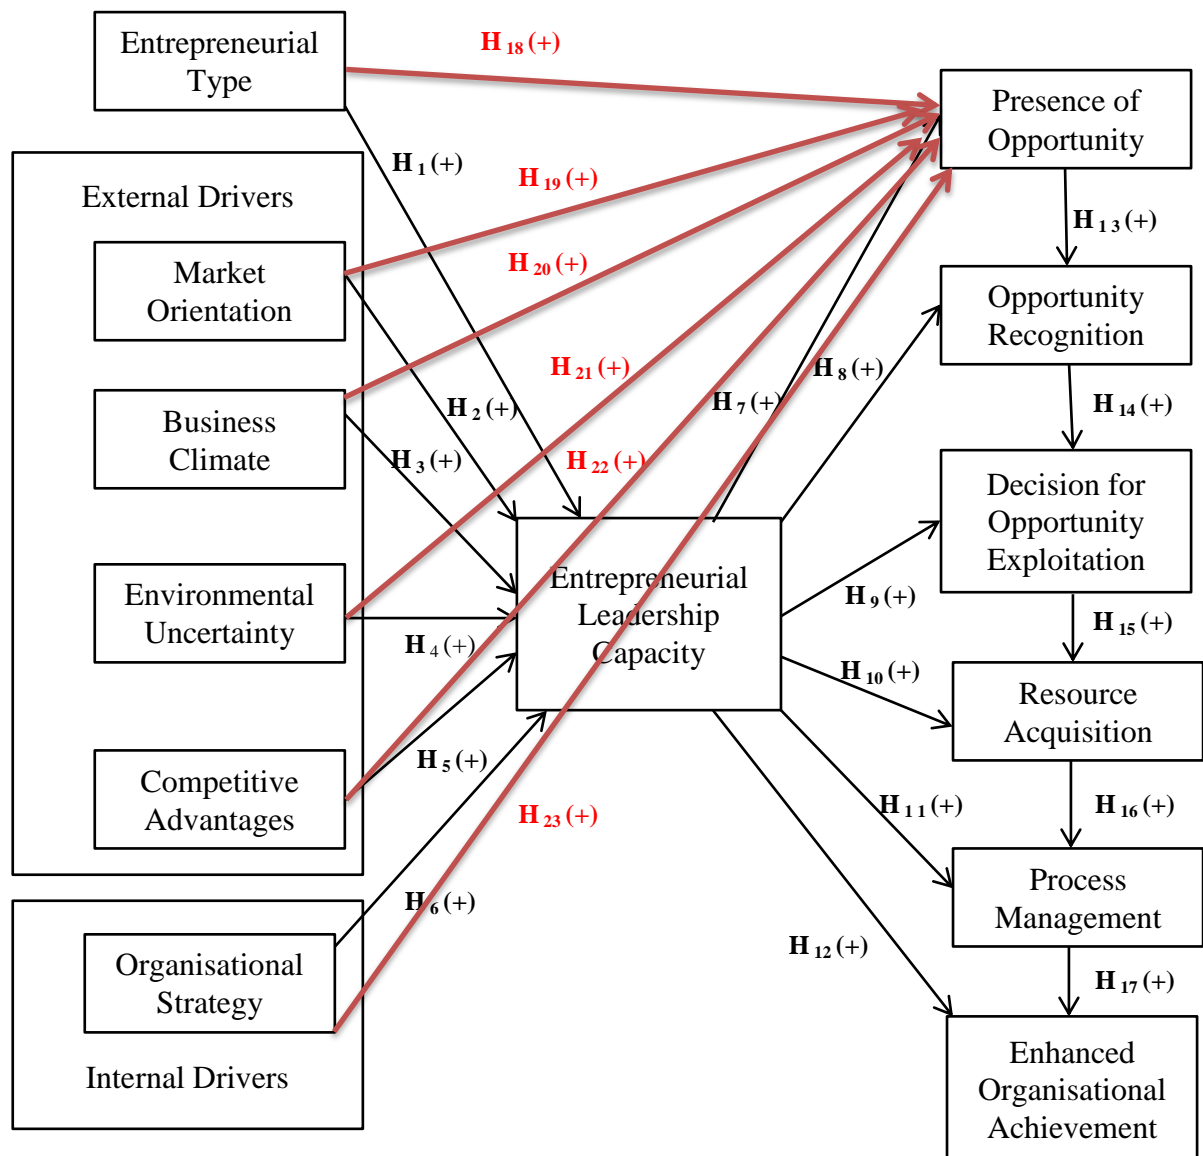 Entrepreneurial
Type
H 18 (+)
Presence of
Opportunity
H 1 (+)
External Drivers
H 19 (+)
H 13 (+)
Market
Orientation
H 20 (+)
Opportunity
Recognition
H 21 (+)
H 8 (+)
H 7 (+)
H 14 (+)
Business
Climate
H 2 (+)
H 3 (+)
H 22 (+)
Decision for
Opportunity
Exploitation
Environmental
Uncertainty
Entrepreneurial
Leadership
Capacity
H 9 (+)
H 4 (+)
H 15 (+)
H 10 (+)
Resource
Acquisition
Competitive
Advantages
H 5 (+)
H 23 (+)
H 11 (+)
H 16 (+)
Process
Management
H 6 (+)
H 12 (+)
Organisational
Strategy
H 17 (+)
Internal Drivers
Enhanced
Organisational
Achievement